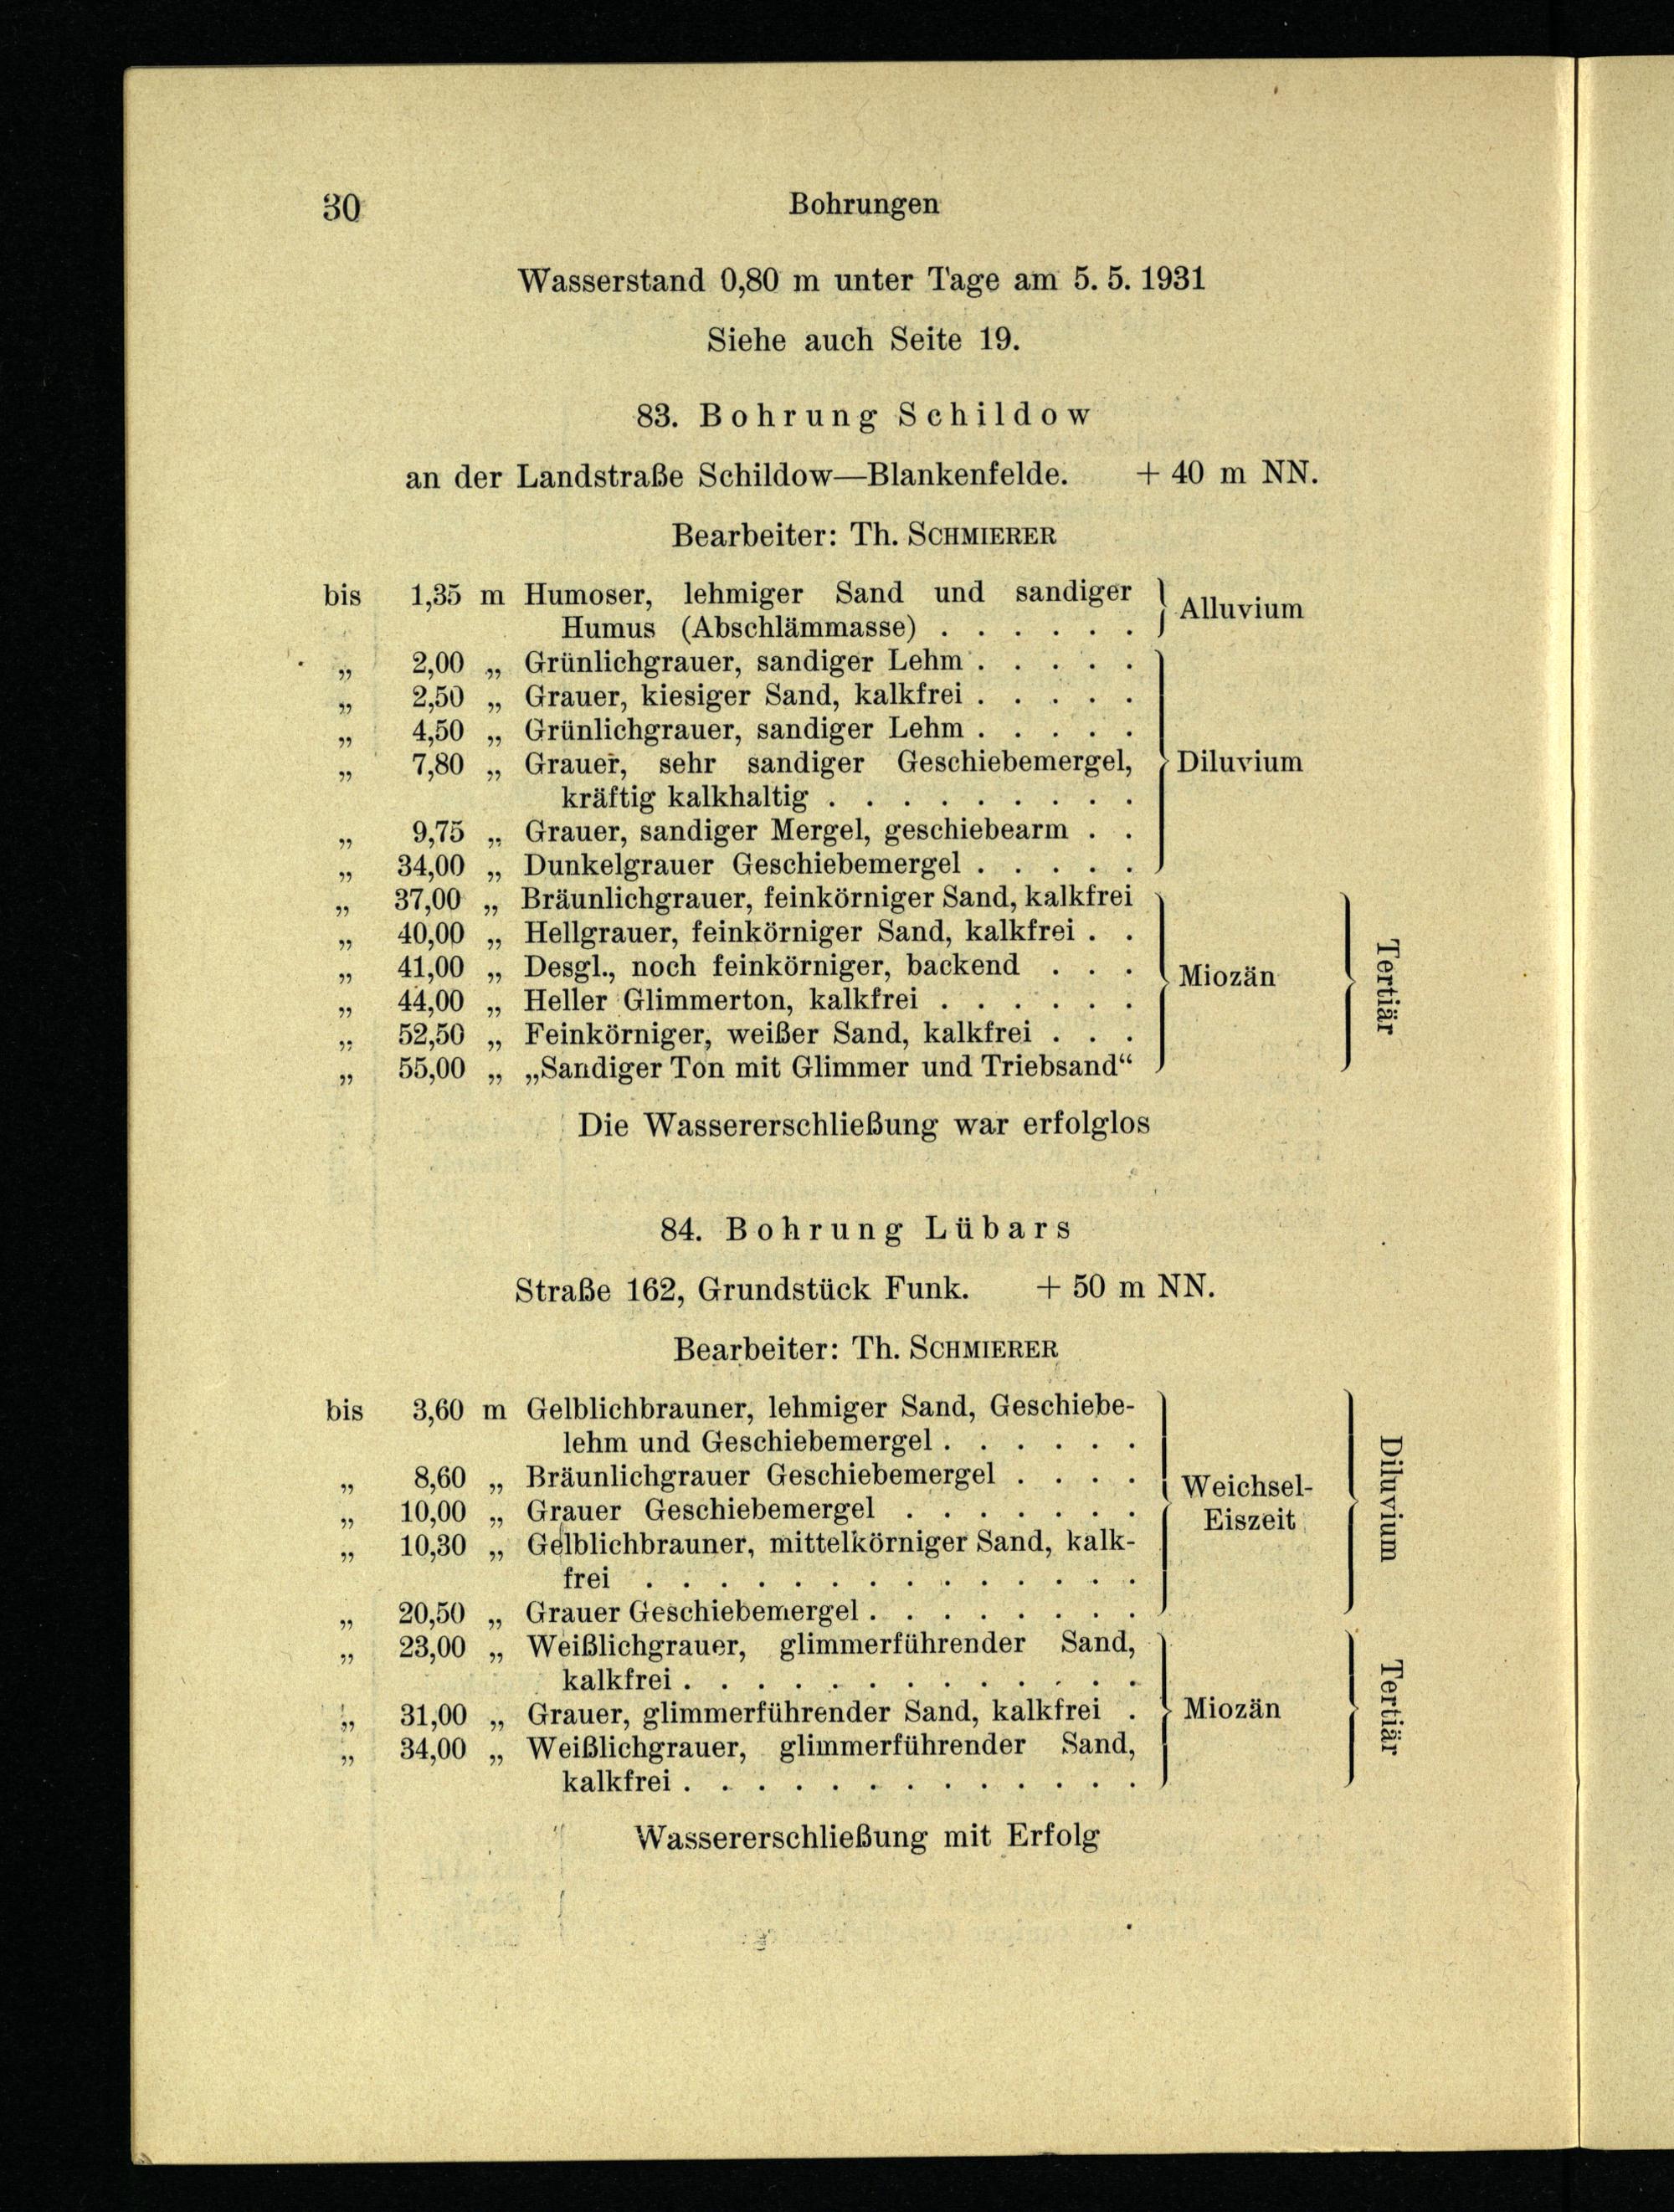 30
Bohrungen
Wasserstand 0,80 m unter Tage am 5. 5. 1931
Siehe auch Seite 19.
83. Bohrung Schildow
an der Landstraße Schildow—Blankenfelde. + 40 m NN.
Bearbeiter: Th. SCHMIERER
bis 1,35 m Humoser, lehmiger Sand und sandiger
Humus (Abschlämmasse) . . . . . . } Alluvium
„ 2,00 „ Grünlichgrauer, sandiger Lehm . . . . .
„ 2,50 „ Grauer, kiesiger Sand, kalkfrei . . . . .
„ 4,50 „ Grünlichgrauer, sandiger Lehm . . . . .
„ 7,80 „ Grauer, sehr sandiger Geschiebemergel, } Diluvium
kräftig kalkhaltig . . . . . . . . .
„ 9,75 „ Grauer, sandiger Mergel, geschiebearm . .
„ 34,00 „ Dunkelgrauer Geschiebemergel . . . . .
„ 37,00 „ Bräunlichgrauer, feinkörniger Sand, kalkfrei
„ 40,00 „ Hellgrauer, feinkörniger Sand, kalkfrei . .
„ 41,00 „ Desgl., noch feinkörniger, backend . . . } Miozän } Tertiär
„ 44,00 „ Heller Glimmerton, kalkfrei . . . . . .
„ 52,50 „ Feinkörniger, weißer Sand, kalkfrei . . .
„ 55,00 „ „Sandiger Ton mit Glimmer und Triebsand“
Die Wassererschließung war erfolglos
84. Bohrung Lübars
Straße 162, Grundstück Funk. + 50 m NN.
Bearbeiter: Th. SCHMIERER
bis 3,60 m Gelblichbrauner, lehmiger Sand, Geschiebe-
lehm und Geschiebemergel . . . . . .
„ 8,60 „ Bräunlichgrauer Geschiebemergel . . . . } Weichsel- } Diluvium
„ 10,00 „ Grauer Geschiebemergel . . . . . . . Eiszeit
„ 10,30 „ Gelblichbrauner, mittelkörniger Sand, kalk-
frei . . . . . . . . . . . . . .
„ 20,50 „ Grauer Geschiebemergel . . . . . . . .
„ 23,00 „ Weißlichgrauer, glimmerführender Sand,
kalkfrei . . . . . . . . . . . . .
„ 31,00 „ Grauer, glimmerführender Sand, kalkfrei . } Miozän } Tertiär
„ 34,00 „ Weißlichgrauer, glimmerführender Sand,
kalkfrei . . . . . . . . . . . . .
Wassererschließung mit Erfolg